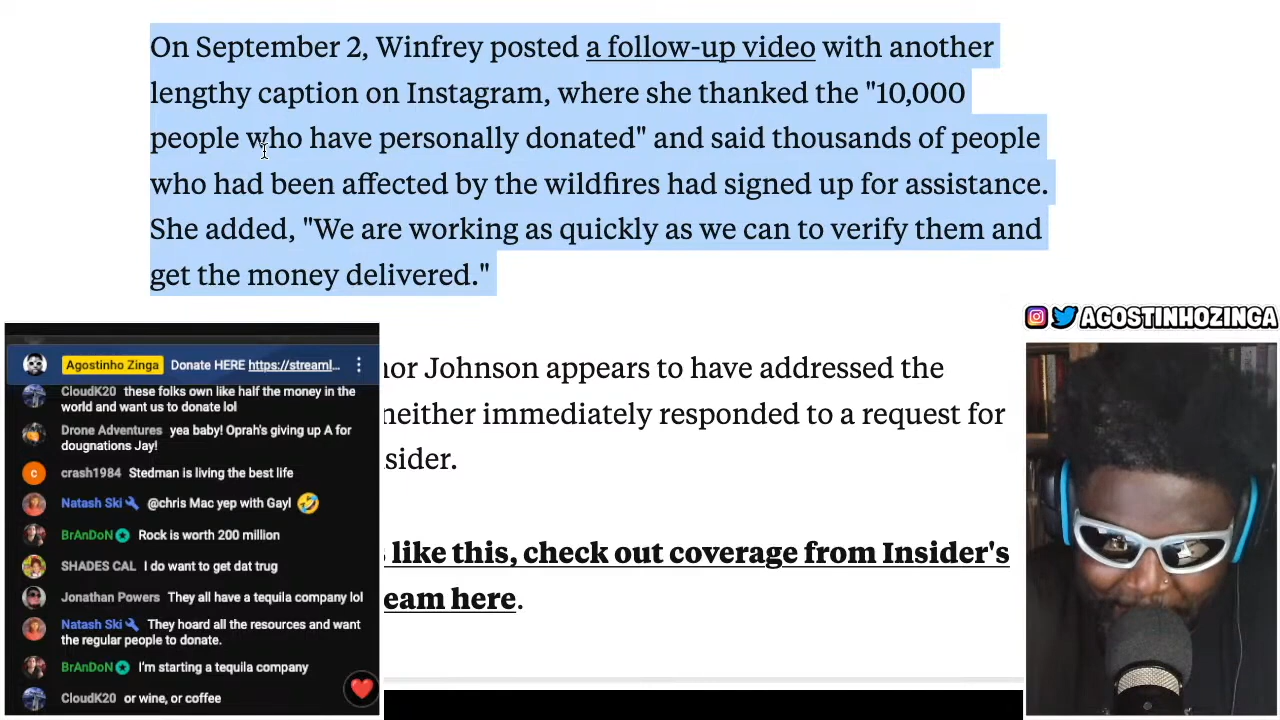 On September 2, Winfrey posted a follow-up video with another
lengthy caption on Instagram, where she thanked the "10,000
people who have personally donated" and said thousands of people
who had been affected by the wildfires had signed up for assistance.
She added, "We are working as quickly as we can to verify them and
get the money delivered."
AGOSTINHOZINGA
Agostinho Zinga Donate HERE https://streaml...
CloudK20 these folks own like half the money in the
world and want us to donate lol
Drone Adventures yea baby! Oprah's giving up A for
dougnations Jay!
crash1984 Stedman is living the best life
Natash Ski @chris Mac yep with Gayl 🤣
BrAnDoN Rock is worth 200 million
SHADES CAL I do want to get dat trug
Jonathan Powers They all have a tequila company lol
Natash Ski They hoard all the resources and want
the regular people to donate.
BrAnDoN I'm starting a tequila company
CloudK20 or wine, or coffee
nor Johnson appears to have addressed the
neither immediately responded to a request for
sider.
like this, check out coverage from Insider's
eam here.